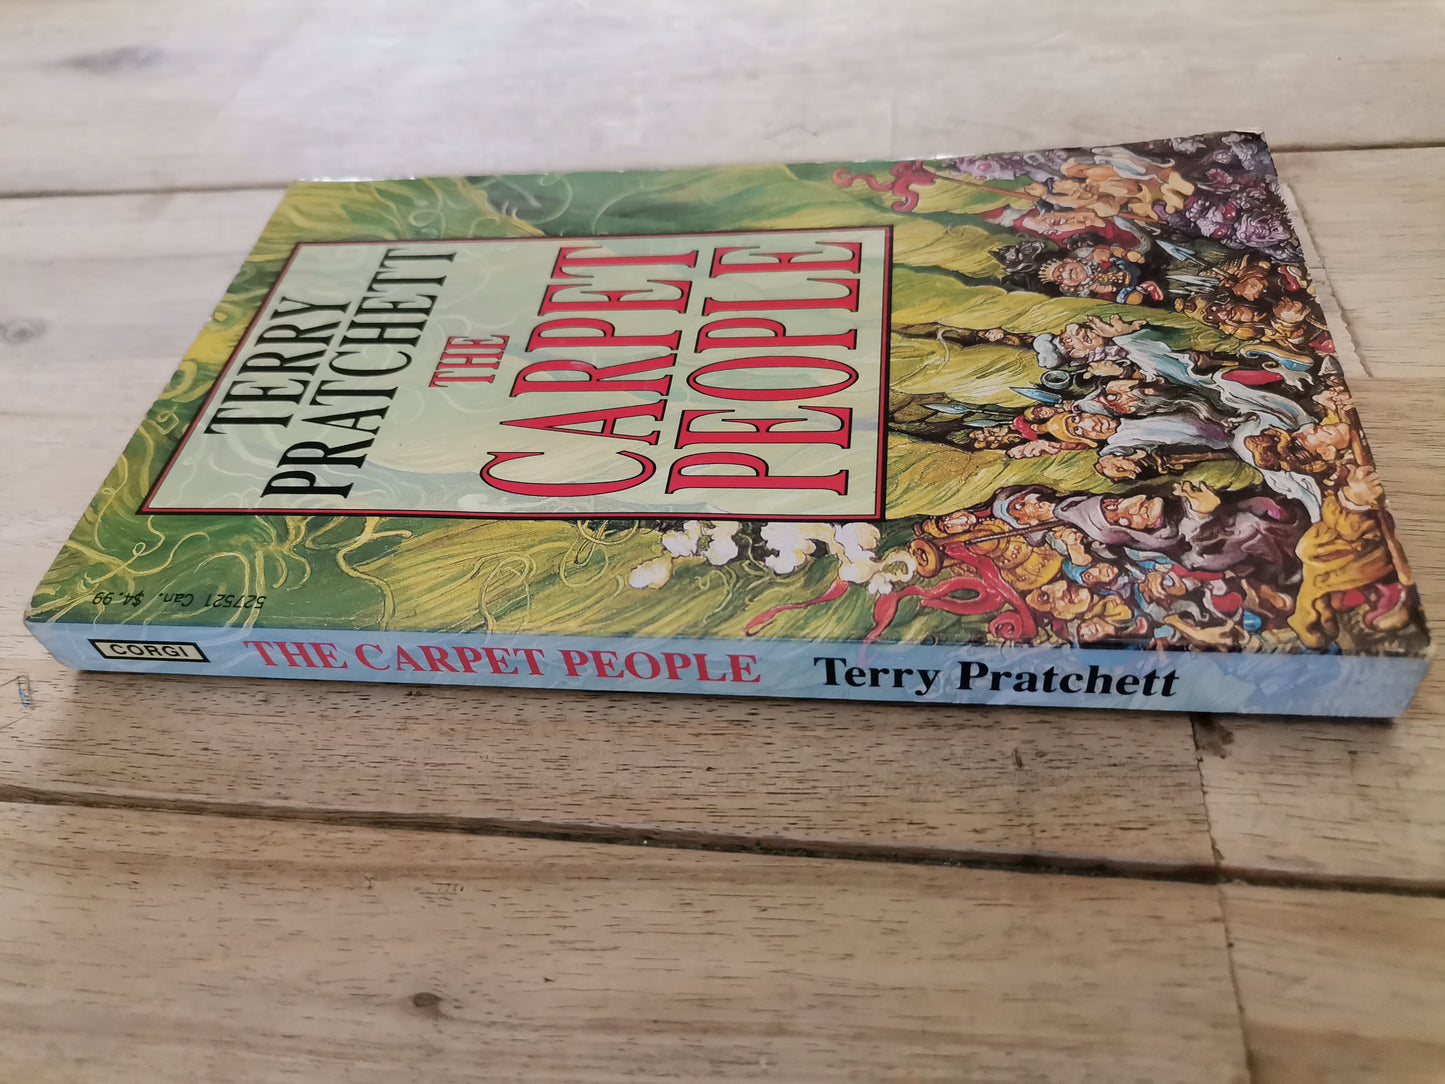 TERRY
PRATCHETT
THE
CARPET
PEOPLE
527521 Can. $4.99
CORGI THE CARPET PEOPLE Terry Pratchett